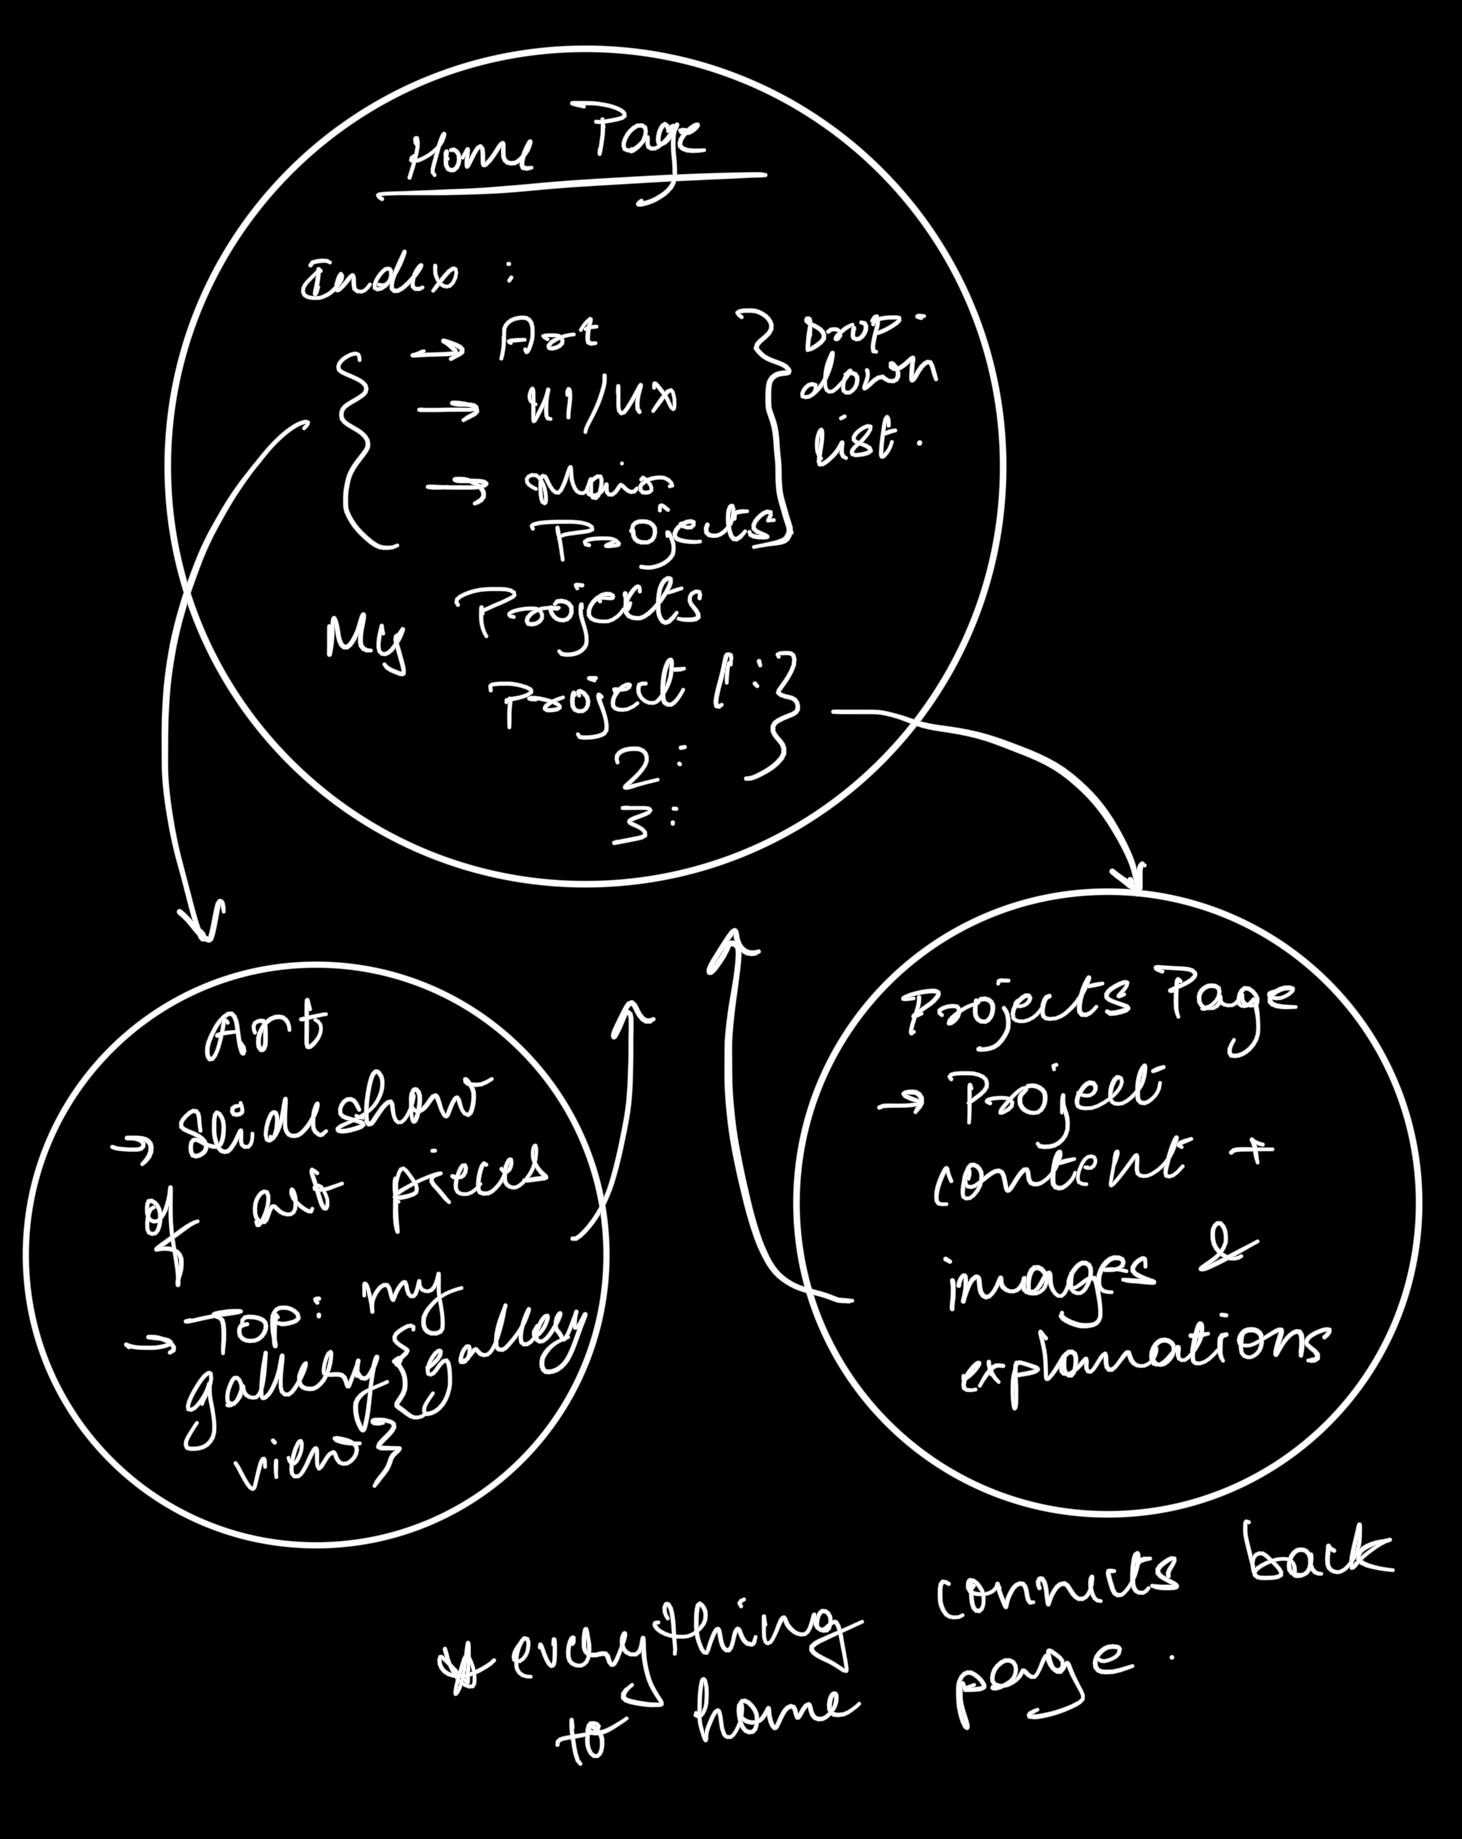 Home Page
Index :
→ Art
→ UI/UX
→ Main
Projects
Drop-
down
list.
My Projects
Project 1:
2:
3:
Art
→ slideshow
of art pieces
→ TOP: my
gallery {gallery
view}
Projects Page
→ Project
content +
images &
explanations
* everything connects back
to home page.